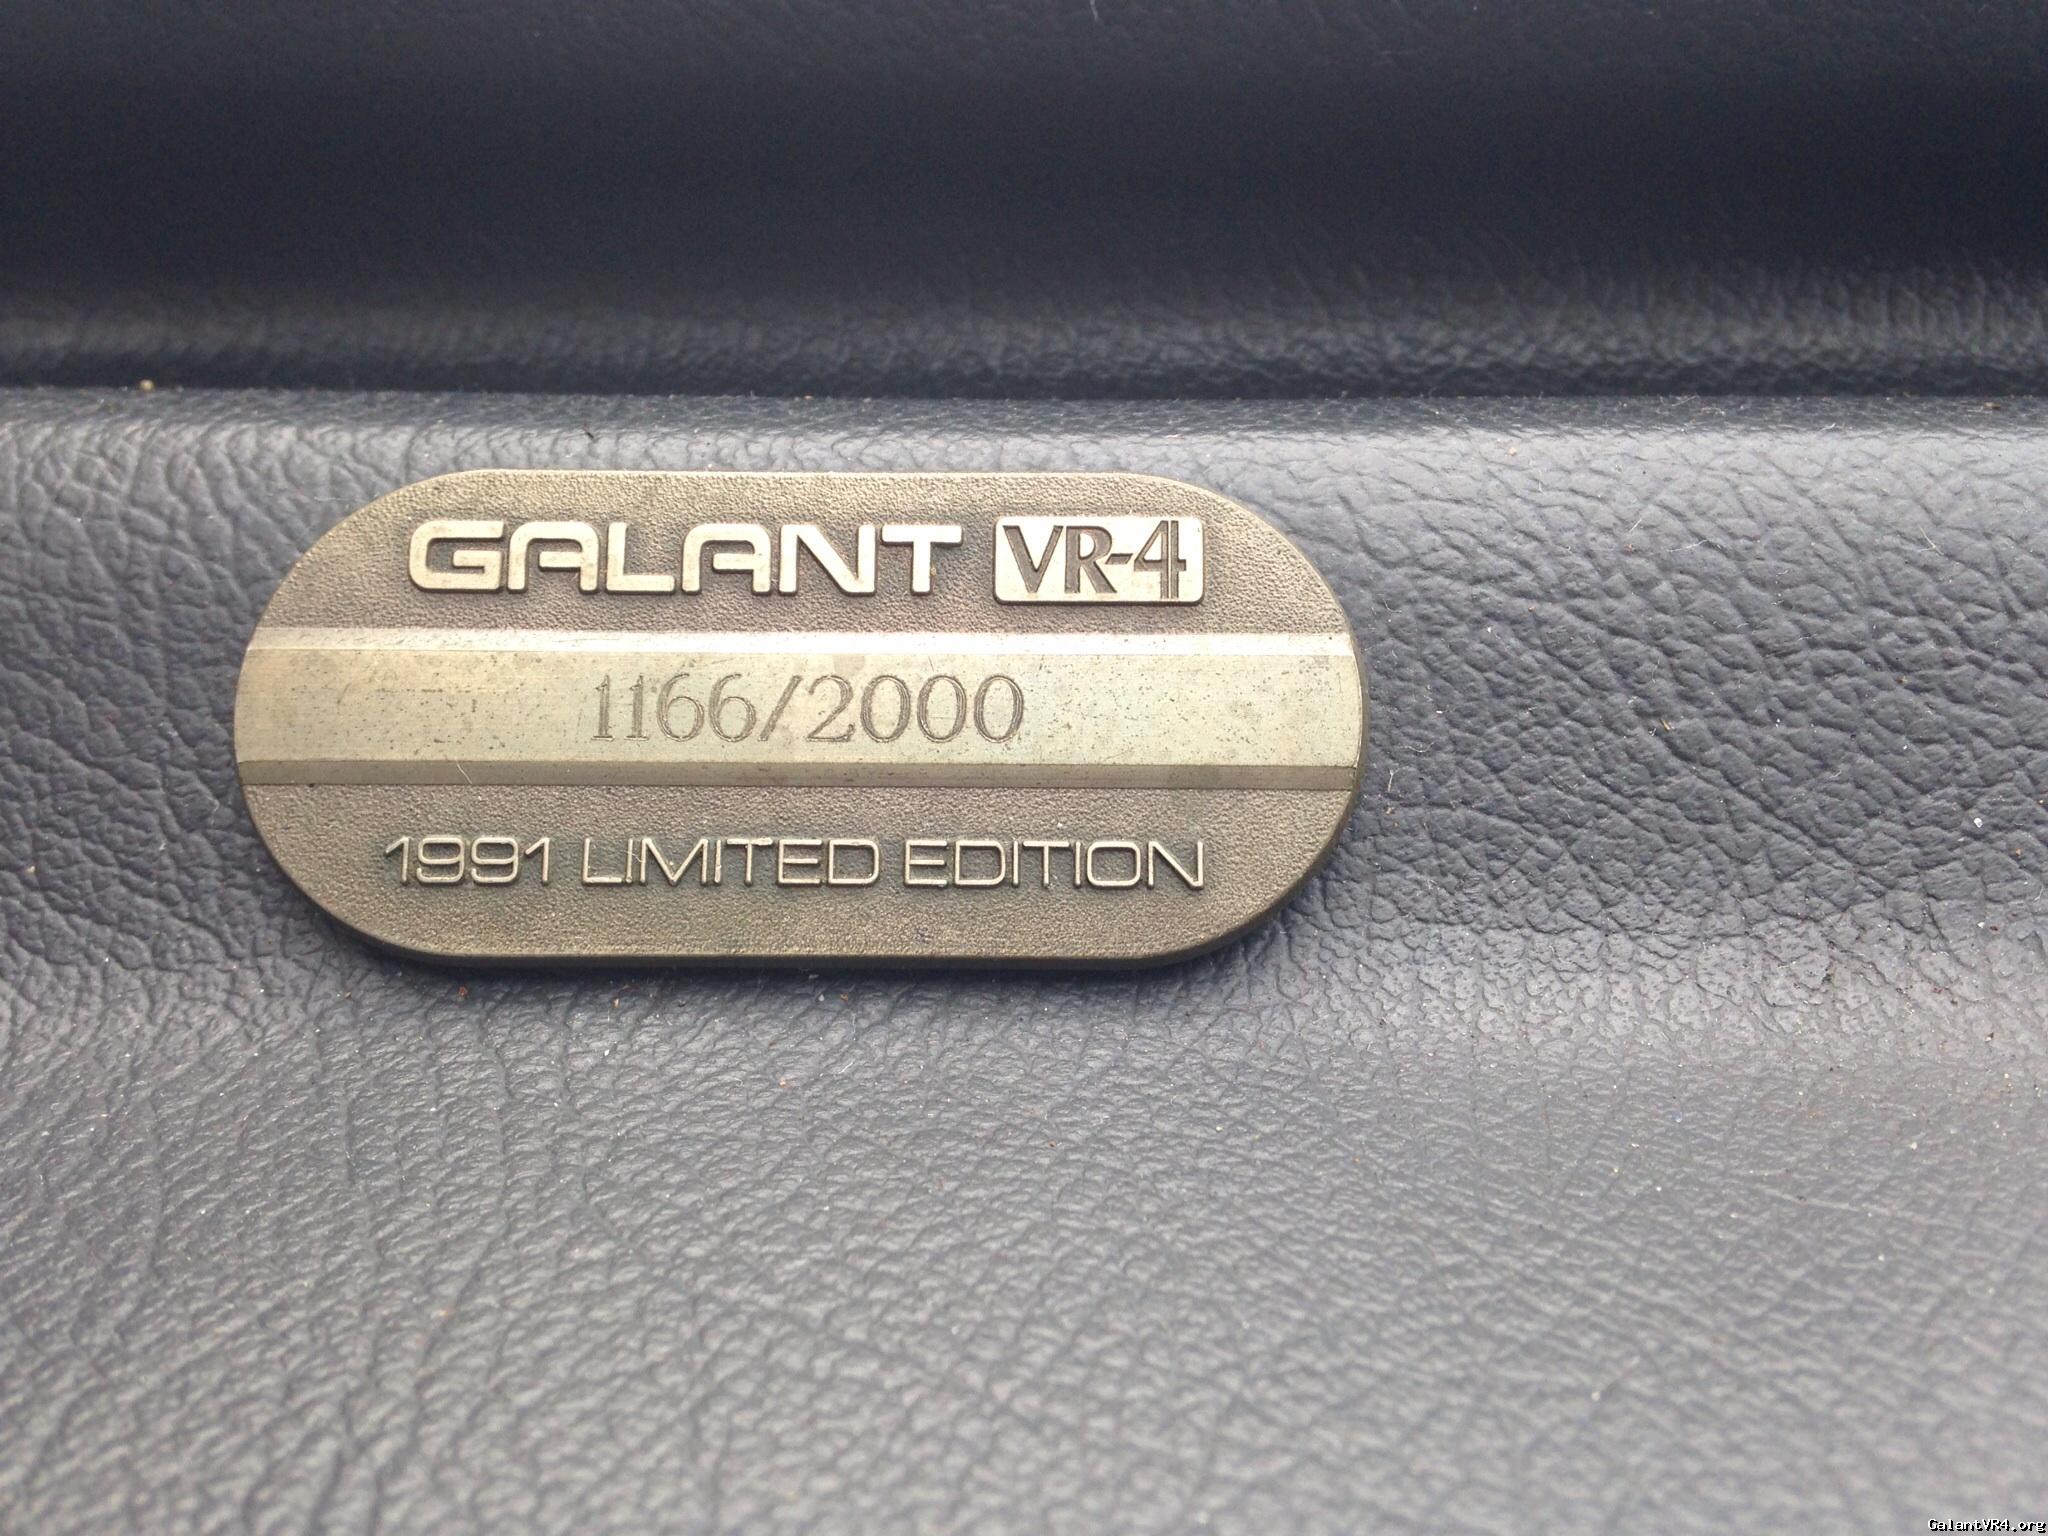 GALANT VR-4
1166/2000
1991 LIMITED EDITION
GalantVR4.org